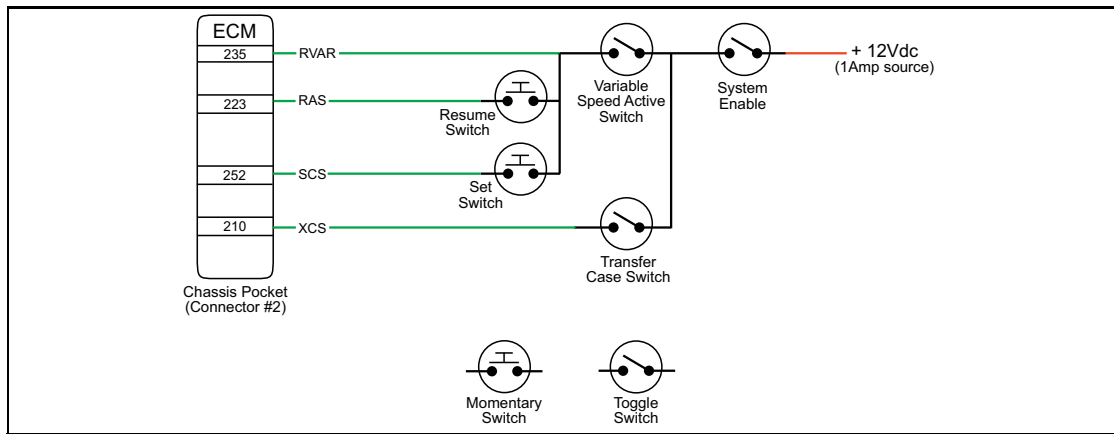 ECM
235
RVAR
223
RAS
252
SCS
210
XCS
Chassis Pocket
(Connector #2)
Resume
Switch
Set
Switch
Variable
Speed Active
Switch
System
Enable
+ 12Vdc
(1Amp source)
Transfer
Case Switch
Momentary
Switch
Toggle
Switch